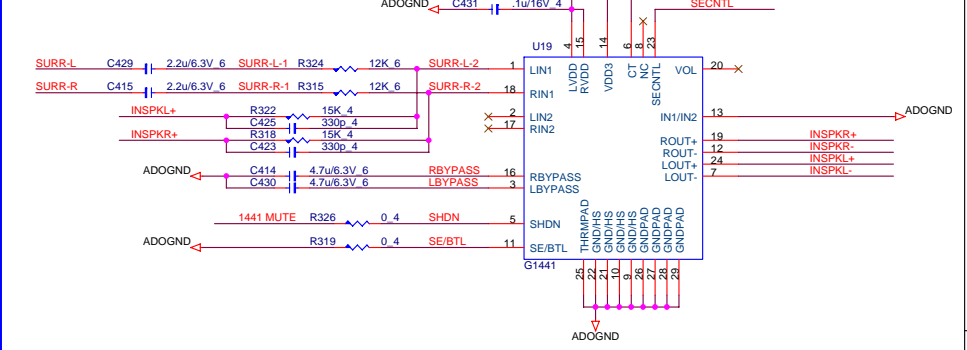 ADOGND C431 .1u/16V_4 SECNTL
U19
4 15 14 6 8 23
LVDD RVDD VDD3 CT NC SECNTL
SURR-L C429 2.2u/6.3V_6 SURR-L-1 R324 12K_6 SURR-L-2 1 LIN1 VOL 20
SURR-R C415 2.2u/6.3V_6 SURR-R-1 R315 12K_6 SURR-R-2 18 RIN1
INSPKL+ R322 15K_4 2 LIN2 IN1/IN2 13 ADOGND
C425 330p_4 17 RIN2
INSPKR+ R318 15K_4 ROUT+ 19 INSPKR+
C423 330p_4 ROUT- 12 INSPKR-
LOUT+ 24 INSPKL+
ADOGND C414 4.7u/6.3V_6 RBYPASS 16 RBYPASS LOUT- 7 INSPKL-
C430 4.7u/6.3V_6 LBYPASS 3 LBYPASS
1441 MUTE R326 0_4 SHDN 5 SHDN
ADOGND R319 0_4 SE/BTL 11 SE/BTL
THRMPAD GND/HS GND/HS GND/HS GND/HS GNDPAD GNDPAD GNDPAD GNDPAD
G1441
25 22 21 10 9 26 27 28 29
ADOGND